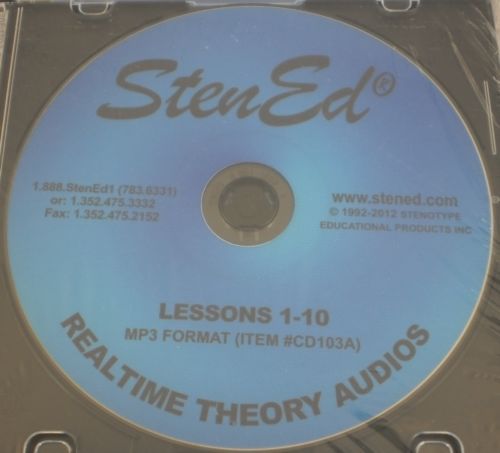 StenEd®
1.888.StenEd1 (783.6331)
or: 1.352.475.3332
Fax: 1.352.475.2152
www.stened.com
© 1992-2012 STENOTYPE
EDUCATIONAL PRODUCTS INC
LESSONS 1-10
MP3 FORMAT (ITEM #CD103A)
REALTIME THEORY AUDIOS